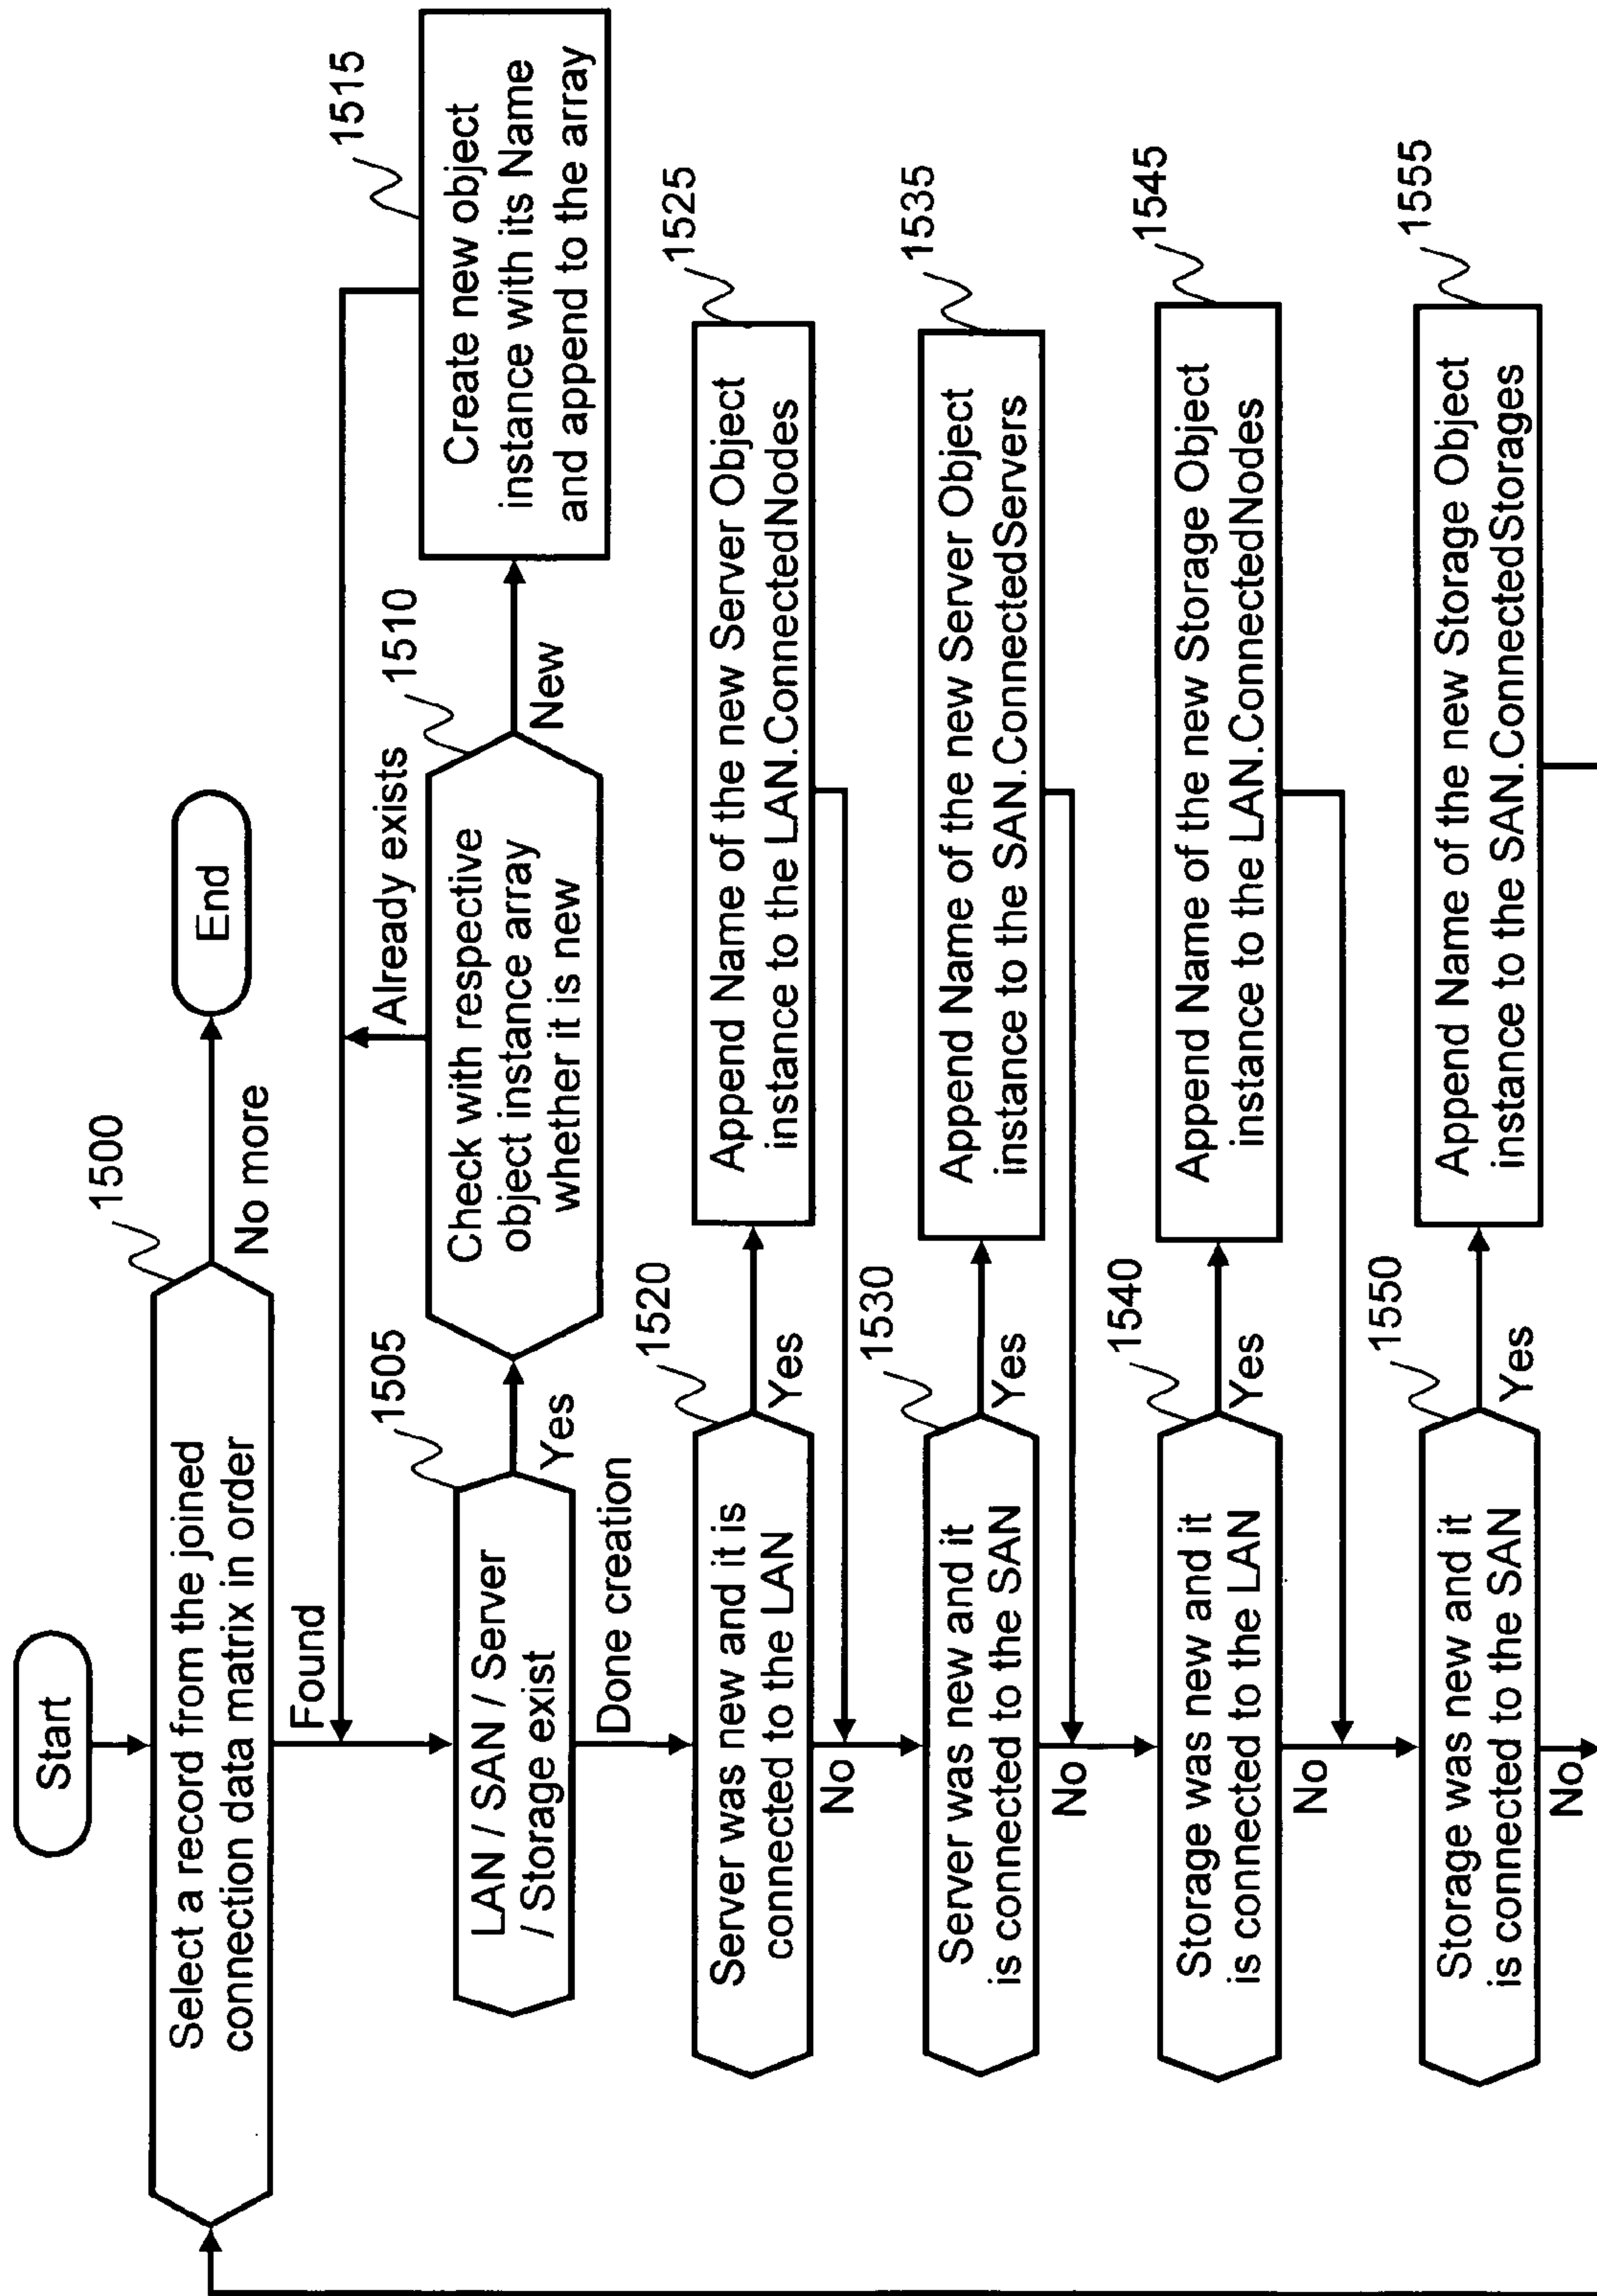 Start
1500
Select a record from the joined
connection data matrix in order
No more
End
Found
1505
LAN / SAN / Server
/ Storage exist
Yes
1510
Check with respective
object instance array
whether it is new
Already exists
New
1515
Create new object
instance with its Name
and append to the array
Done creation
1520
Server was new and it is
connected to the LAN
Yes
1525
Append Name of the new Server Object
instance to the LAN.ConnectedNodes
No
1530
Server was new and it
is connected to the SAN
Yes
1535
Append Name of the new Server Object
instance to the SAN.ConnectedServers
No
1540
Storage was new and it
is connected to the LAN
Yes
1545
Append Name of the new Storage Object
instance to the LAN.ConnectedNodes
No
1550
Storage was new and it
is connected to the SAN
Yes
1555
Append Name of the new Storage Object
instance to the SAN.ConnectedStorages
No